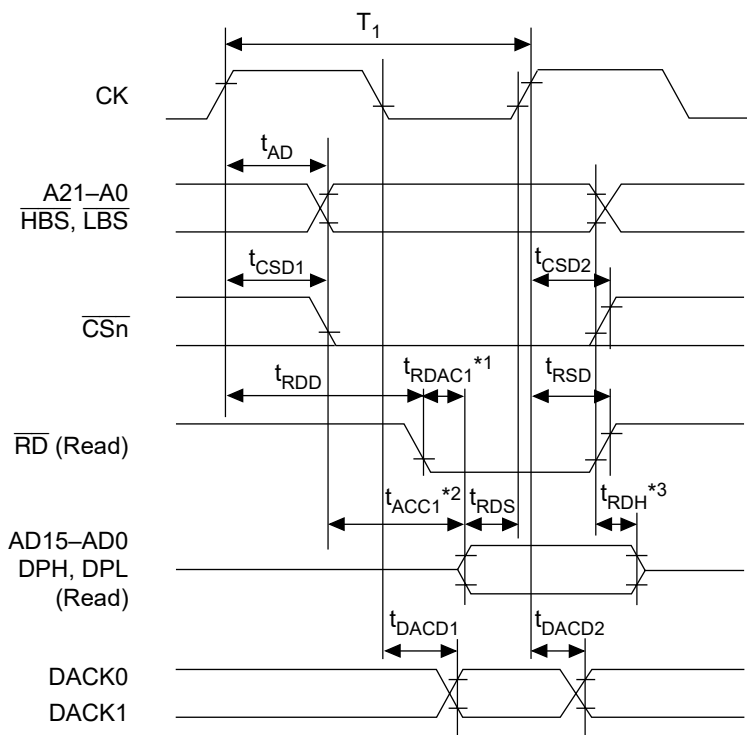 T1
CK
tAD
A21–A0
HBS, LBS
tCSD1
tCSD2
CSn
tRDD
tRDAC1*1
tRSD
RD (Read)
tACC1*2
tRDS
tRDH*3
AD15–AD0
DPH, DPL
(Read)
tDACD1
tDACD2
DACK0
DACK1